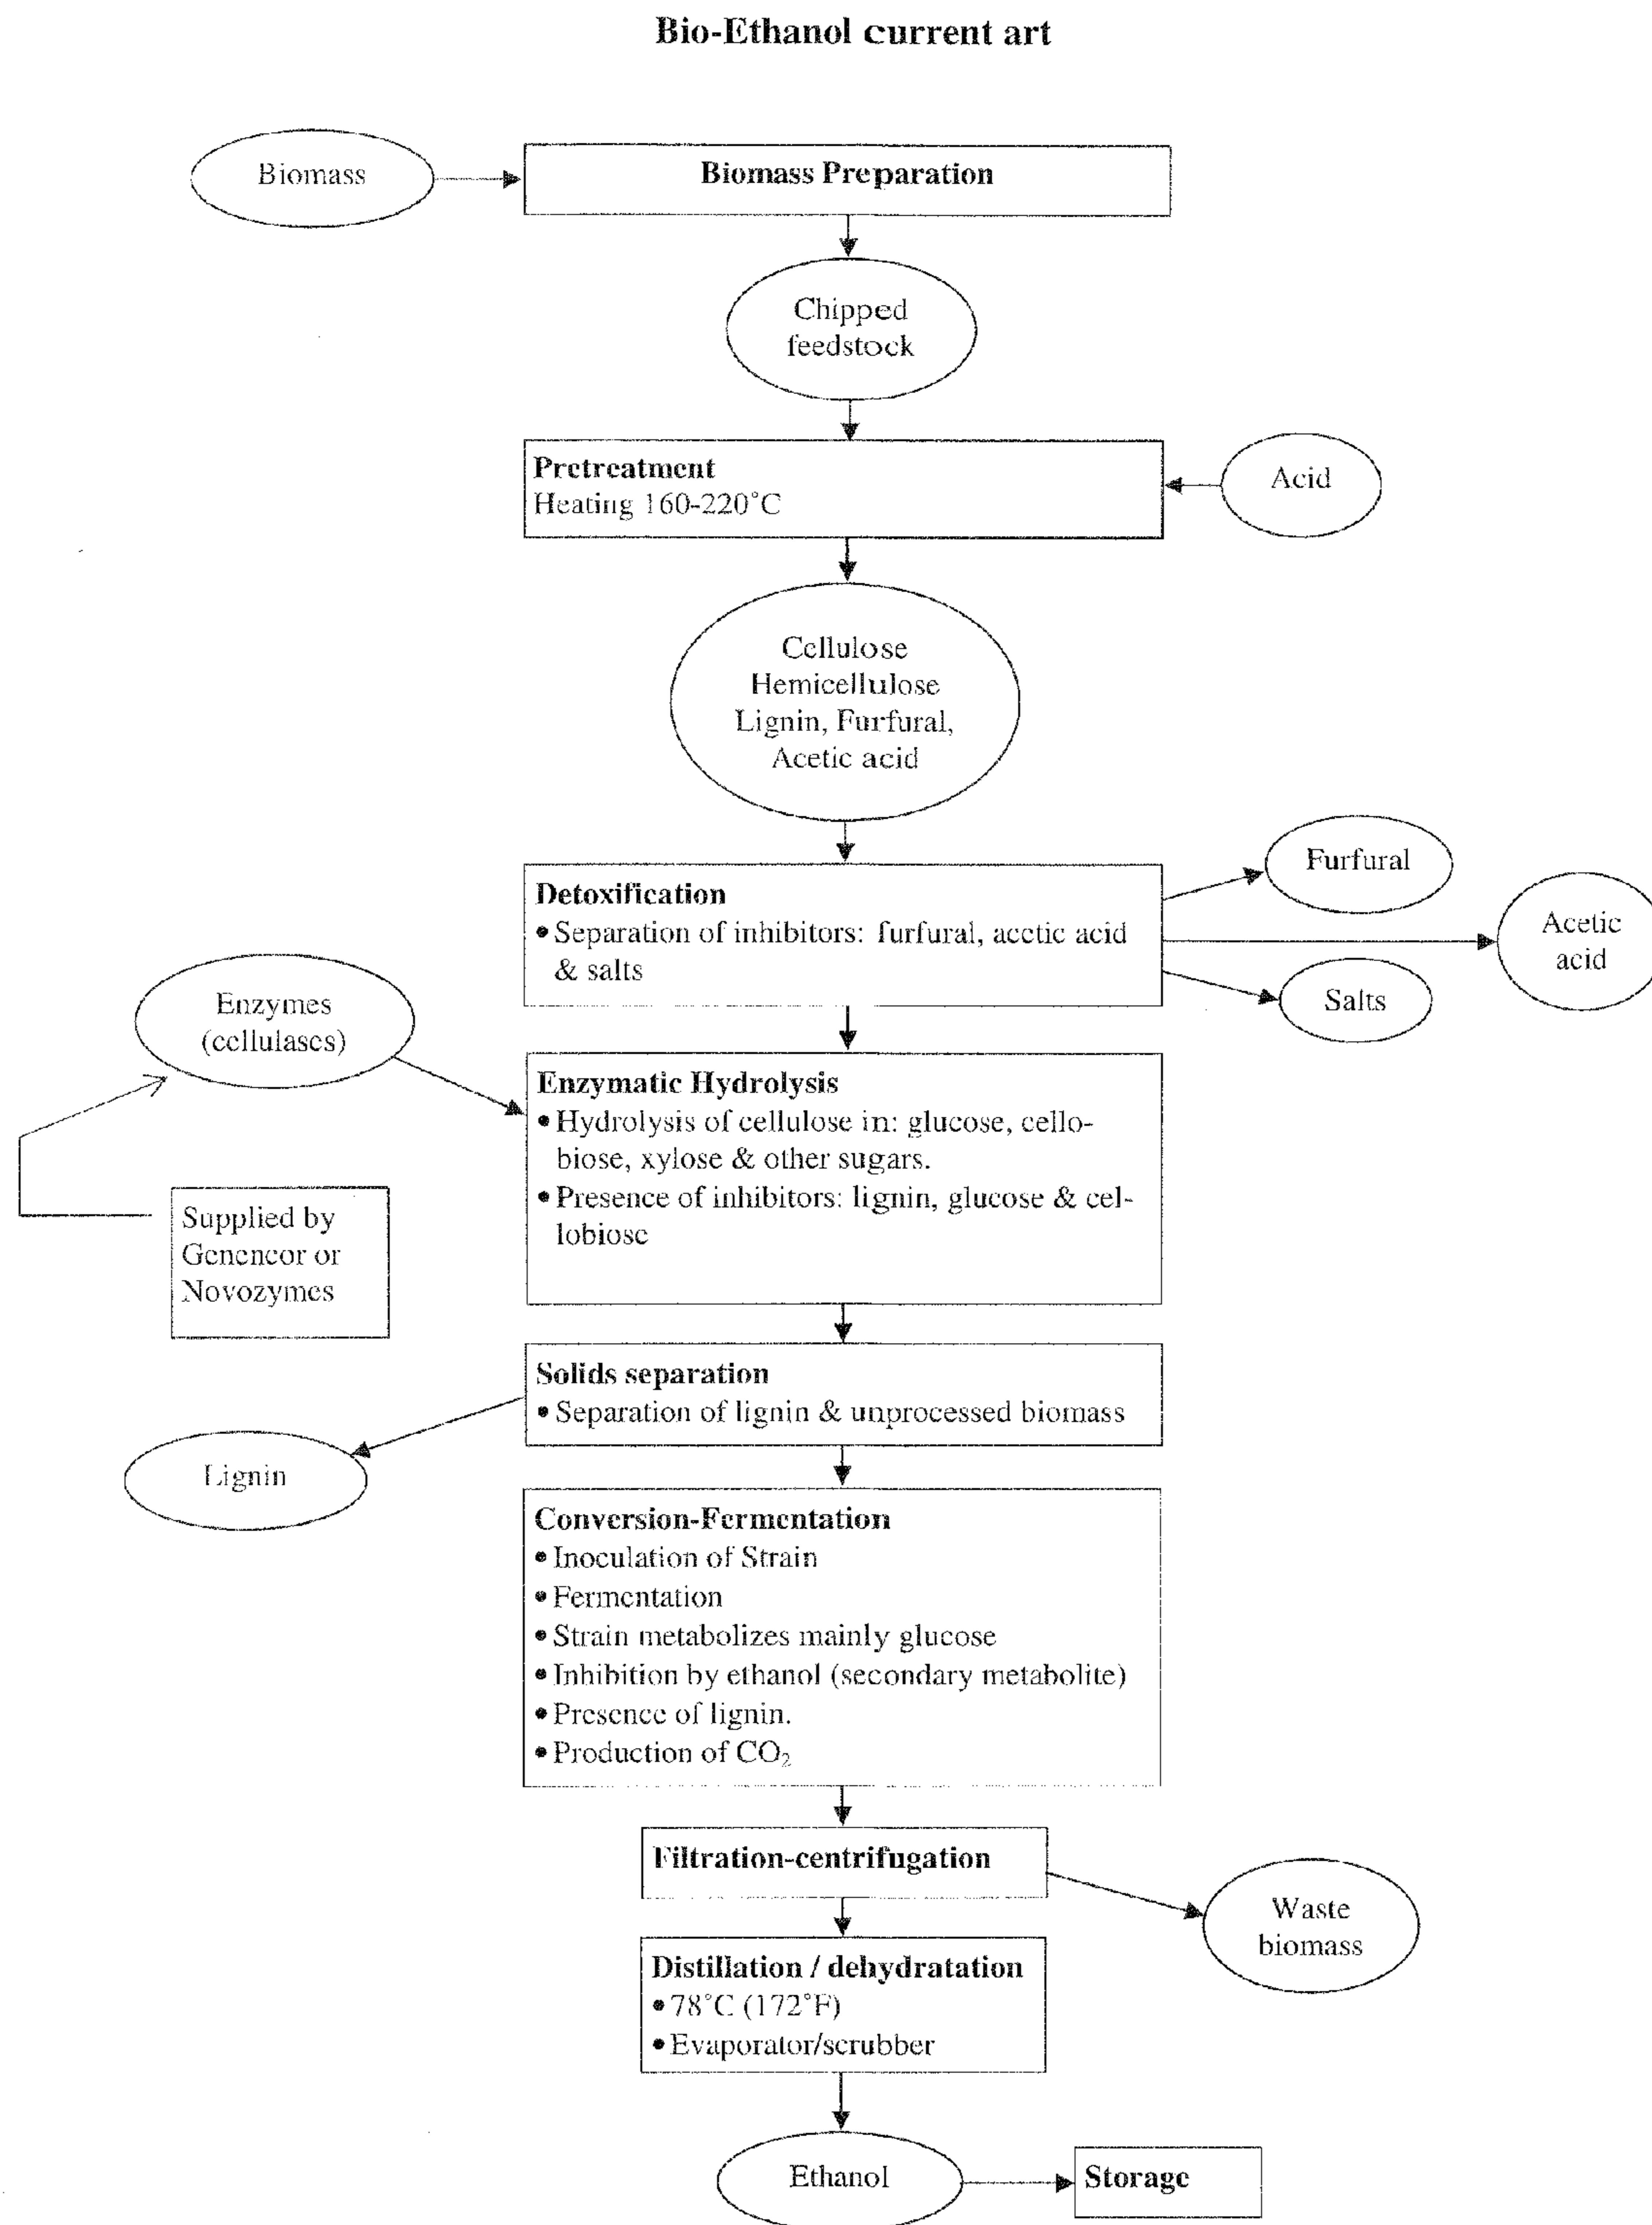 Bio-Ethanol current art
Biomass
Biomass Preparation
Chipped
feedstock
Pretreatment
Heating 160-220°C
Acid
Cellulose
Hemicellulose
Lignin, Furfural,
Acetic acid
Detoxification
• Separation of inhibitors: furfural, acetic acid
& salts
Furfural
Acetic
acid
Salts
Enzymes
(cellulases)
Enzymatic Hydrolysis
• Hydrolysis of cellulose in: glucose, cello-
biose, xylose & other sugars.
• Presence of inhibitors: lignin, glucose & cel-
lobiose
Supplied by
Genencor or
Novozymes
Solids separation
• Separation of lignin & unprocessed biomass
Lignin
Conversion-Fermentation
• Inoculation of Strain
• Fermentation
• Strain metabolizes mainly glucose
• Inhibition by ethanol (secondary metabolite)
• Presence of lignin.
• Production of CO₂
Filtration-centrifugation
Waste
biomass
Distillation / dehydratation
• 78°C (172°F)
• Evaporator/scrubber
Ethanol
Storage